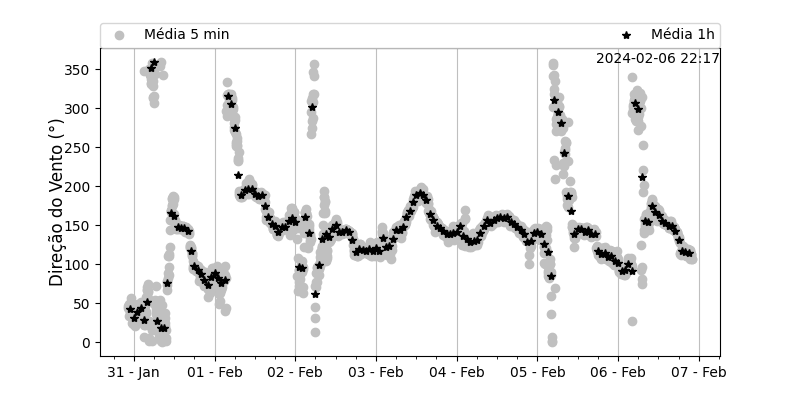 Média 5 min
Média 1h
2024-02-06 22:17
Direção do Vento (°)
350
300
250
200
150
100
50
0
31 - Jan
01 - Feb
02 - Feb
03 - Feb
04 - Feb
05 - Feb
06 - Feb
07 - Feb